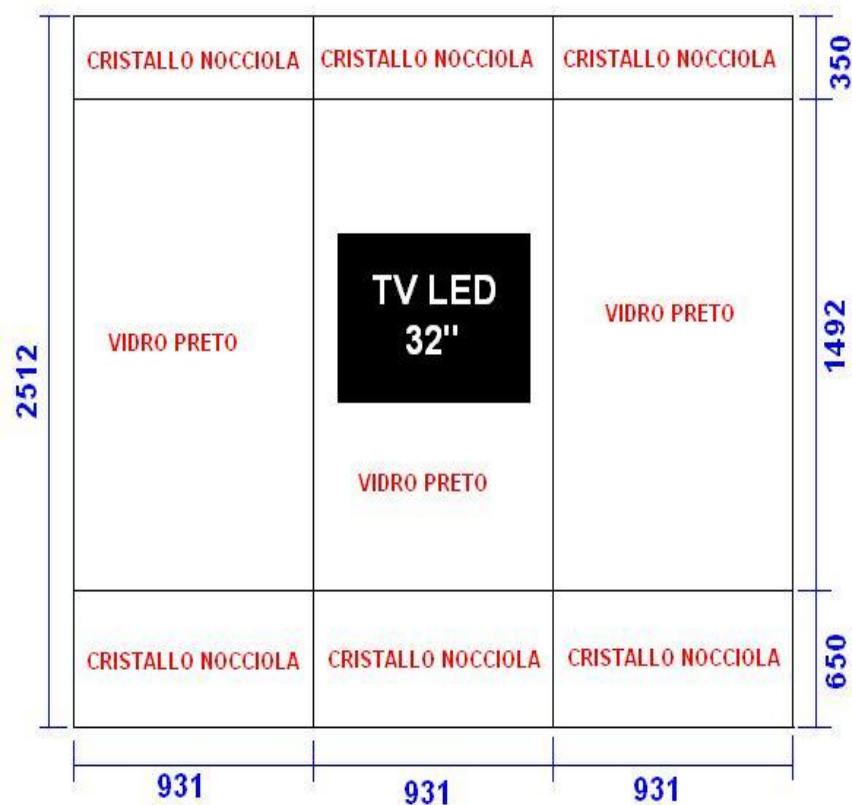 CRISTALLO NOCCIOLA
CRISTALLO NOCCIOLA
CRISTALLO NOCCIOLA
350
TV LED
32"
VIDRO PRETO
VIDRO PRETO
VIDRO PRETO
2512
1492
CRISTALLO NOCCIOLA
CRISTALLO NOCCIOLA
CRISTALLO NOCCIOLA
650
931
931
931